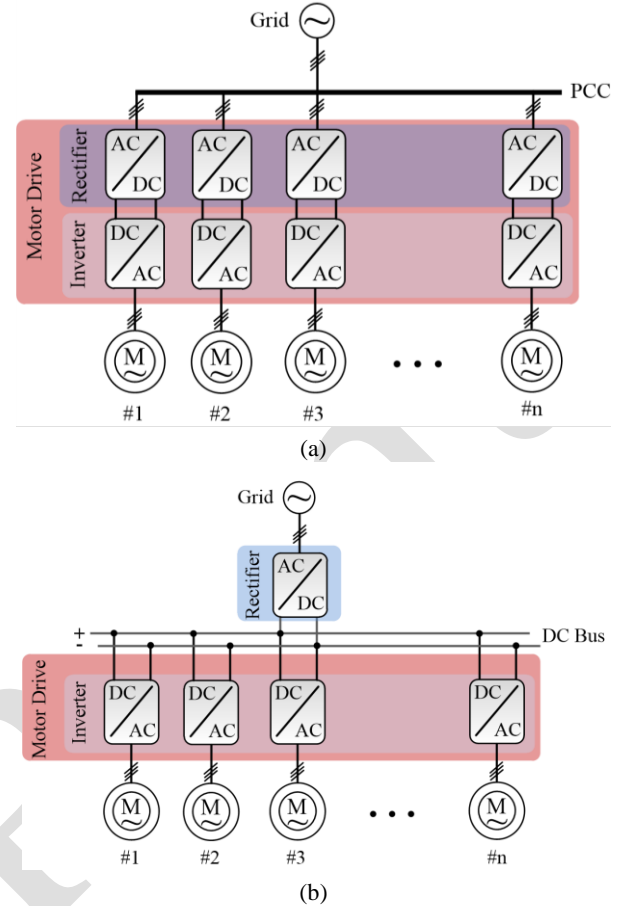 Grid
PCC
Motor Drive
Rectifier
AC DC AC DC AC DC AC DC
Inverter
DC AC DC AC DC AC DC AC
M M M M
#1 #2 #3 #n
(a)
Grid
Rectifier
AC DC
+
-
DC Bus
Motor Drive
Inverter
DC AC DC AC DC AC DC AC
M M M M
#1 #2 #3 #n
(b)